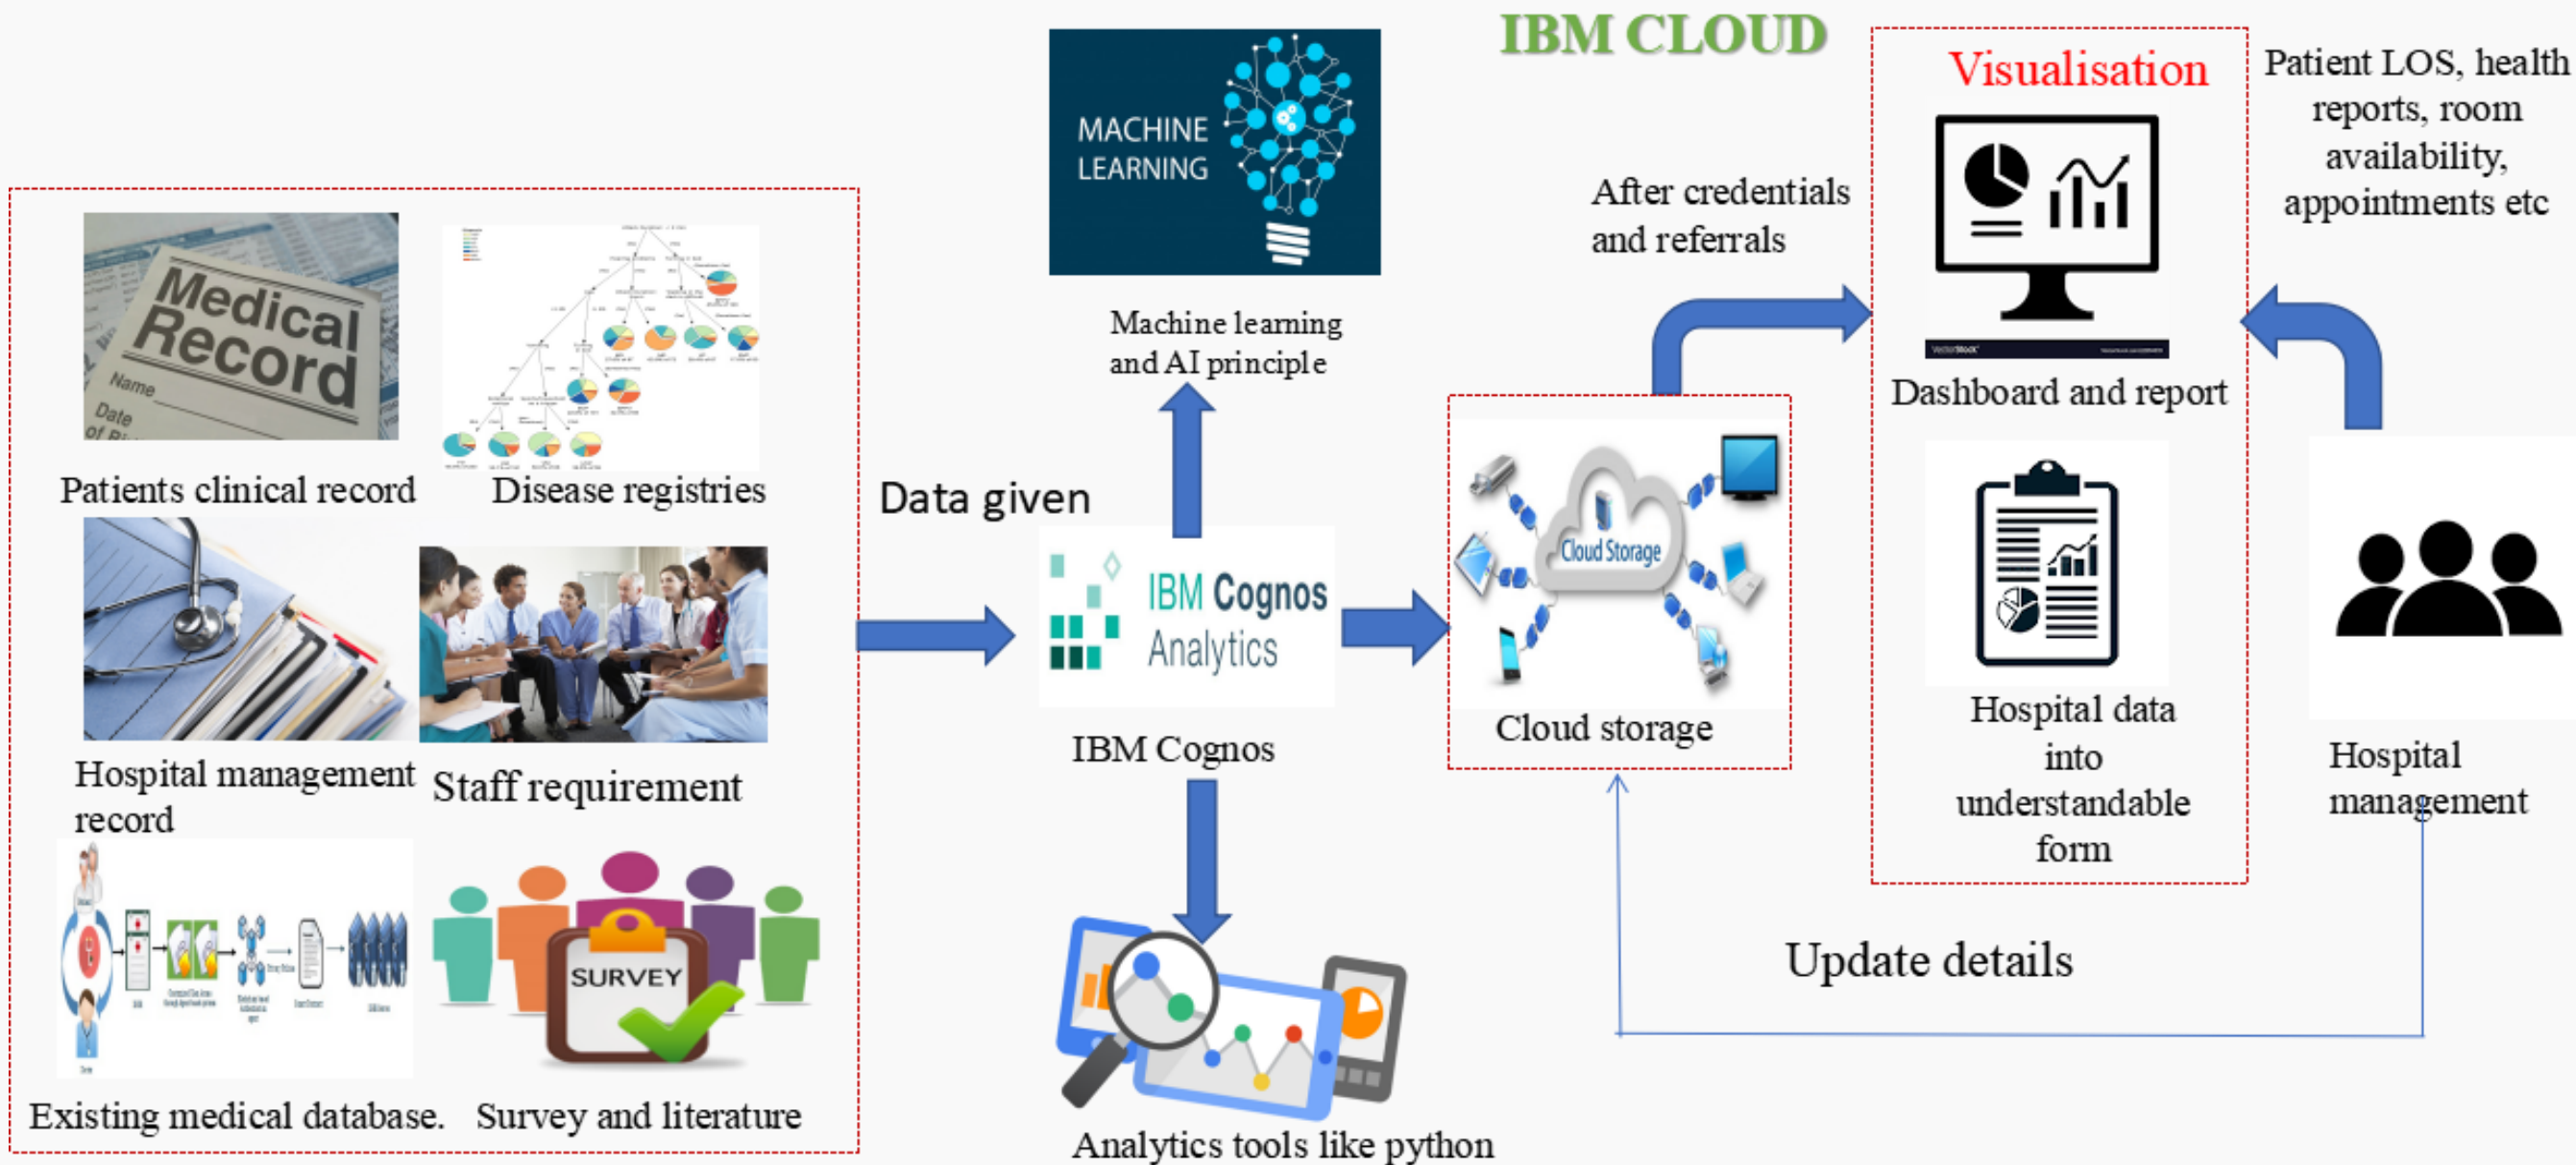 IBM CLOUD
MACHINE
LEARNING
Machine learning
and AI principle
Medical
Record
Name
Date
Patients clinical record
Disease registries
Hospital management
record
Staff requirement
SURVEY
Existing medical database.
Survey and literature
Data given
IBM Cognos
Analytics
IBM Cognos
Analytics tools like python
Cloud Storage
Cloud storage
After credentials
and referrals
Visualisation
VectorStock
Dashboard and report
Hospital data
into
understandable
form
Patient LOS, health
reports, room
availability,
appointments etc
Hospital
management
Update details